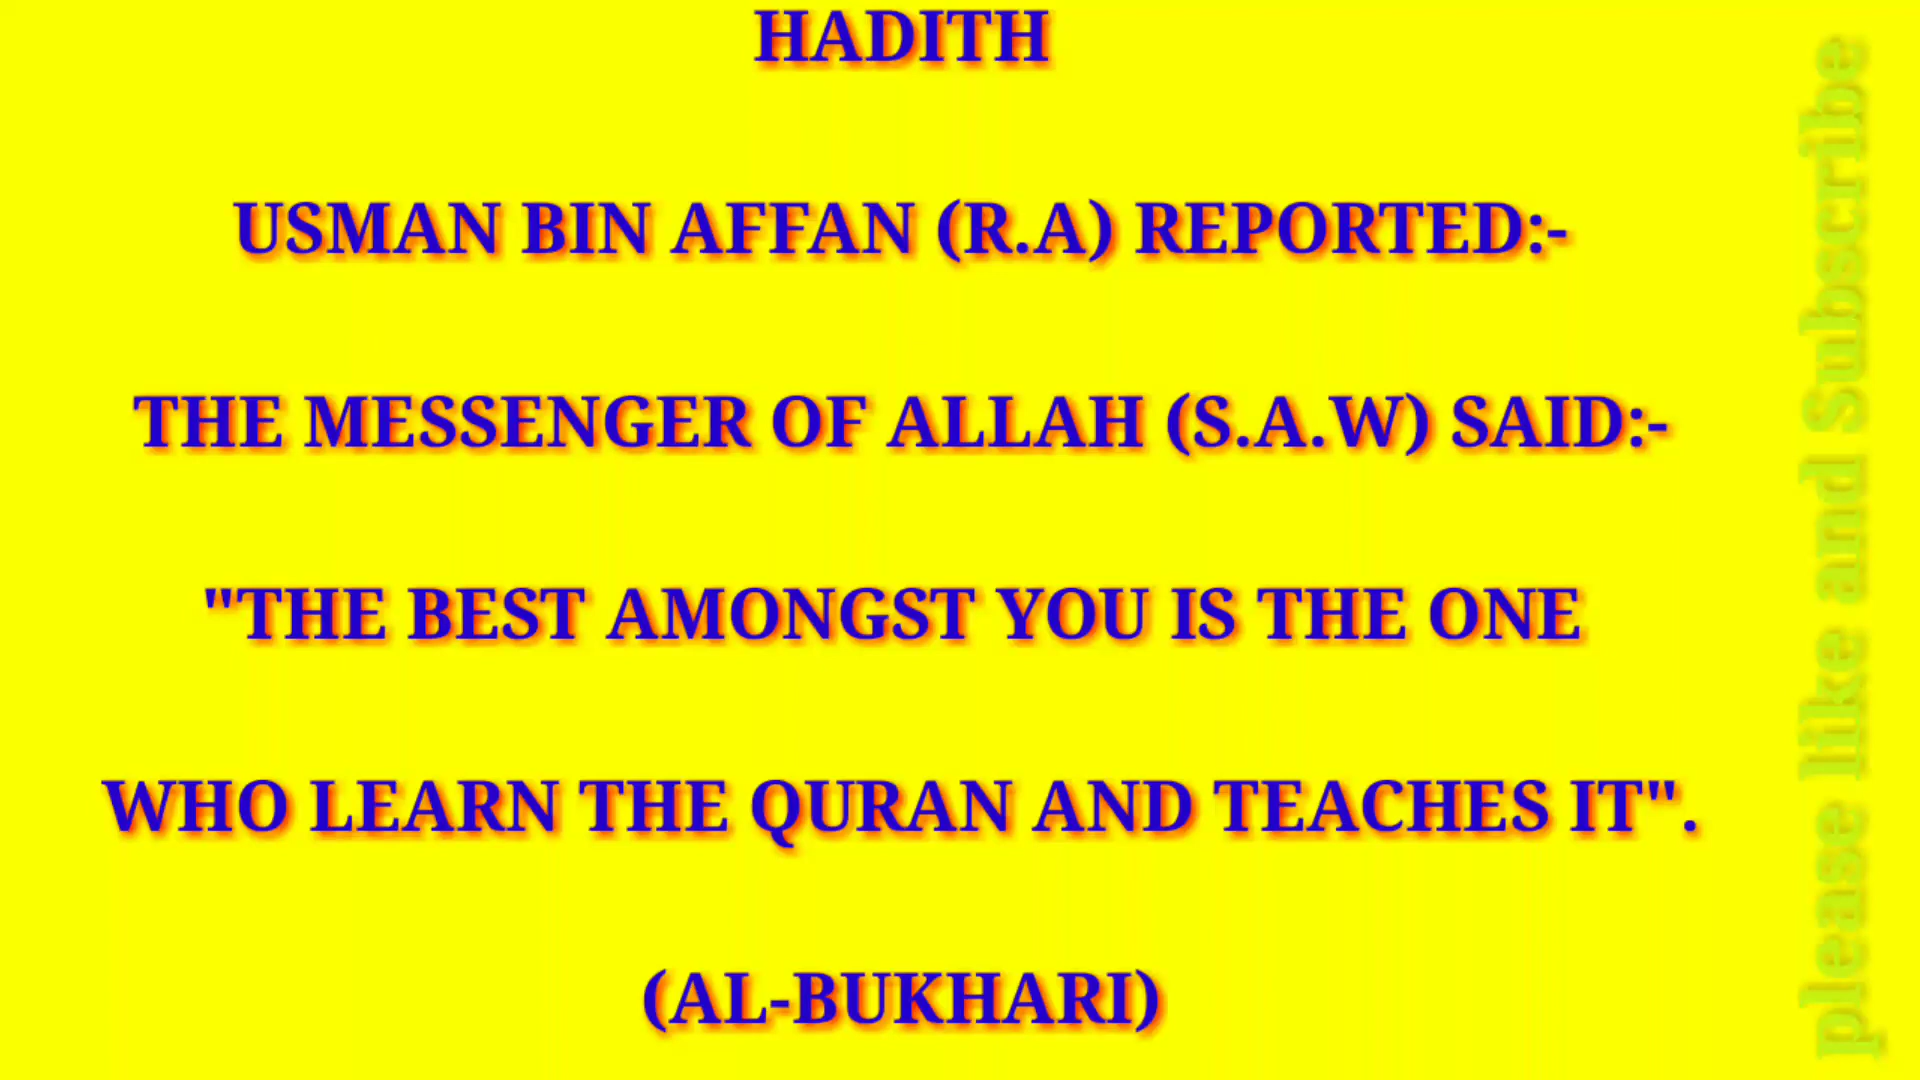 HADITH
USMAN BIN AFFAN (R.A) REPORTED:-
THE MESSENGER OF ALLAH (S.A.W) SAID:-
"THE BEST AMONGST YOU IS THE ONE
WHO LEARN THE QURAN AND TEACHES IT".
(AL-BUKHARI)
please like and Subscribe